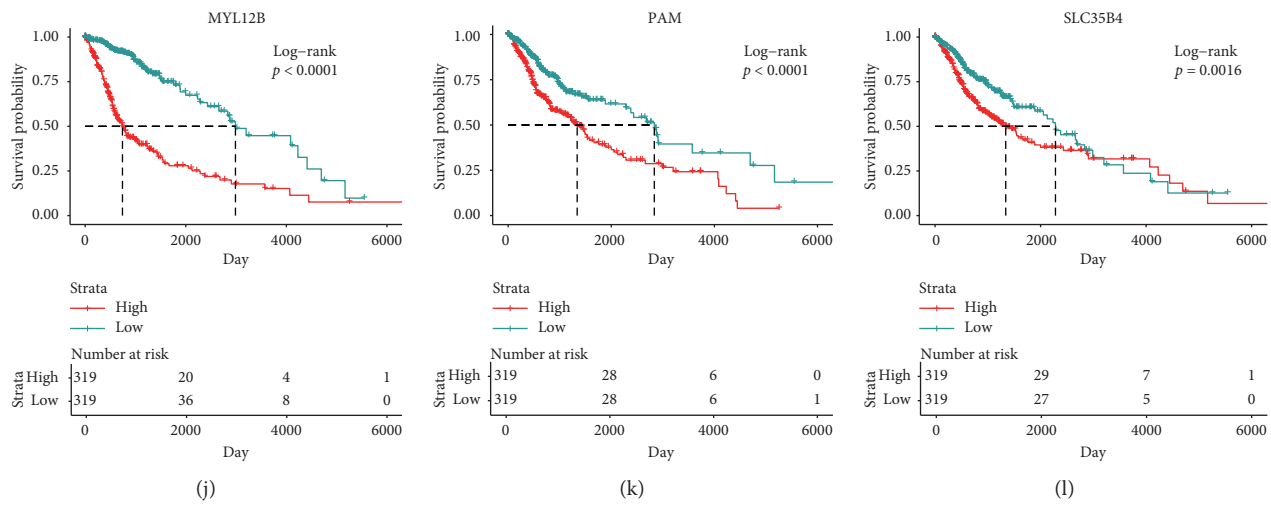 MYL12B
1.00
0.75
0.50
0.25
0.00
Survival probability
Log−rank
p < 0.0001
0 2000 4000 6000
Day
Strata
High
Low
Number at risk
Strata
High 319 20 4 1
Low 319 36 8 0
0 2000 4000 6000
Day
(j)
PAM
1.00
0.75
0.50
0.25
0.00
Survival probability
Log−rank
p < 0.0001
0 2000 4000 6000
Day
Strata
High
Low
Number at risk
Strata
High 319 28 6 0
Low 319 28 6 1
0 2000 4000 6000
Day
(k)
SLC35B4
1.00
0.75
0.50
0.25
0.00
Survival probability
Log−rank
p = 0.0016
0 2000 4000 6000
Day
Strata
High
Low
Number at risk
Strata
High 319 29 7 1
Low 319 27 5 0
0 2000 4000 6000
Day
(l)